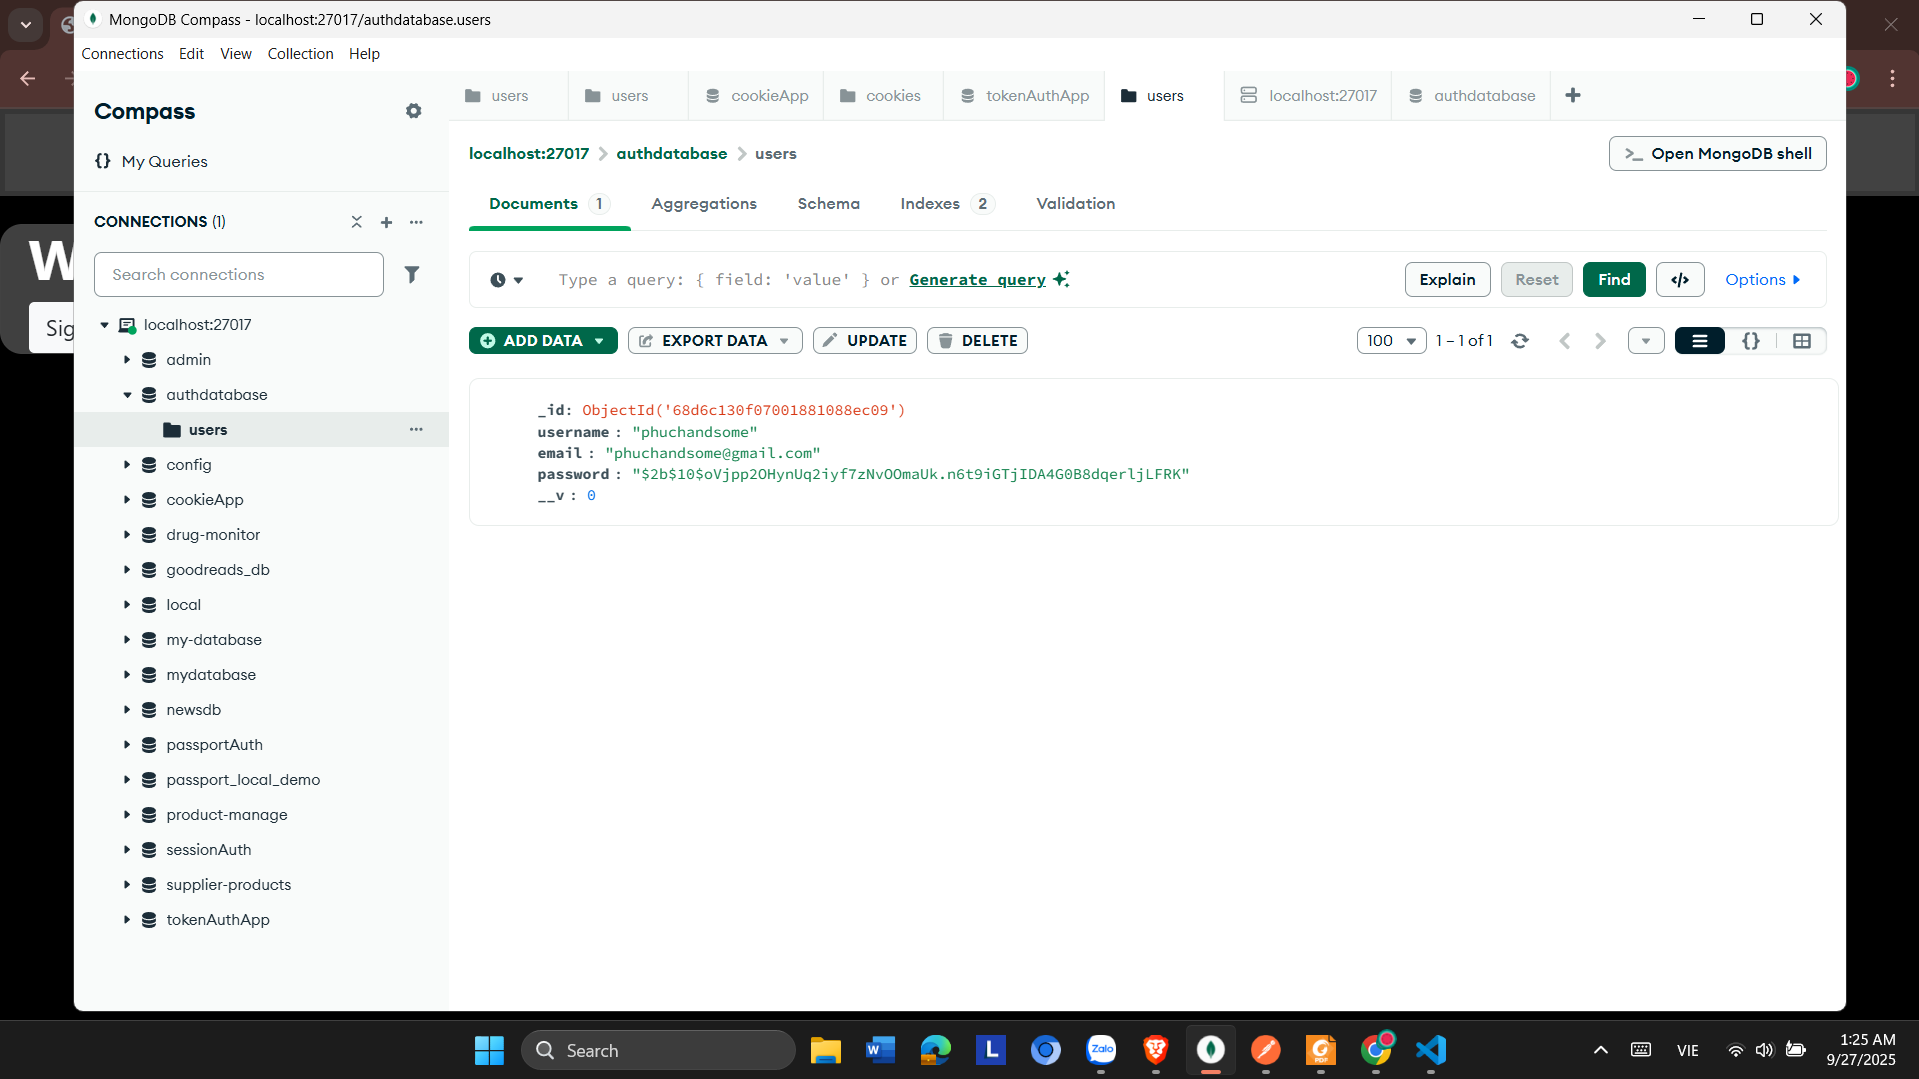 MongoDB Compass - localhost:27017/authdatabase.users
Connections Edit View Collection Help
Compass
My Queries
CONNECTIONS (1)
Search connections
localhost:27017
admin
authdatabase
users
config
cookieApp
drug-monitor
goodreads_db
local
my-database
mydatabase
newsdb
passportAuth
passport_local_demo
product-manage
sessionAuth
supplier-products
tokenAuthApp
users users cookieApp cookies tokenAuthApp users localhost:27017 authdatabase
localhost:27017 > authdatabase > users
>_ Open MongoDB shell
Documents 1 Aggregations Schema Indexes 2 Validation
Type a query: { field: 'value' } or Generate query
Explain Reset Find </> Options
ADD DATA EXPORT DATA UPDATE DELETE
100 1 – 1 of 1 {}
_id: ObjectId('68d6c130f07001881088ec09')
username : "phuchandsome"
email : "phuchandsome@gmail.com"
password : "$2b$10$oVjpp2OHynUq2iyf7zNvOOmaUk.n6t9iGTjIDA4G0B8dqerljLFRK"
__v : 0
W
Sig
Search
W
L
Zalo
PDF
VIE
1:25 AM
9/27/2025